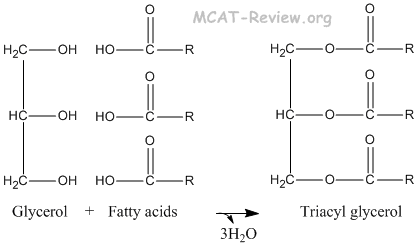 MCAT-Review.org
O O O
H₂C OH HO C R H₂C O C R
O O
HC OH HO C R HC O C R
O O
H₂C OH HO C R H₂C O C R
Glycerol + Fatty acids Triacyl glycerol
3H₂O